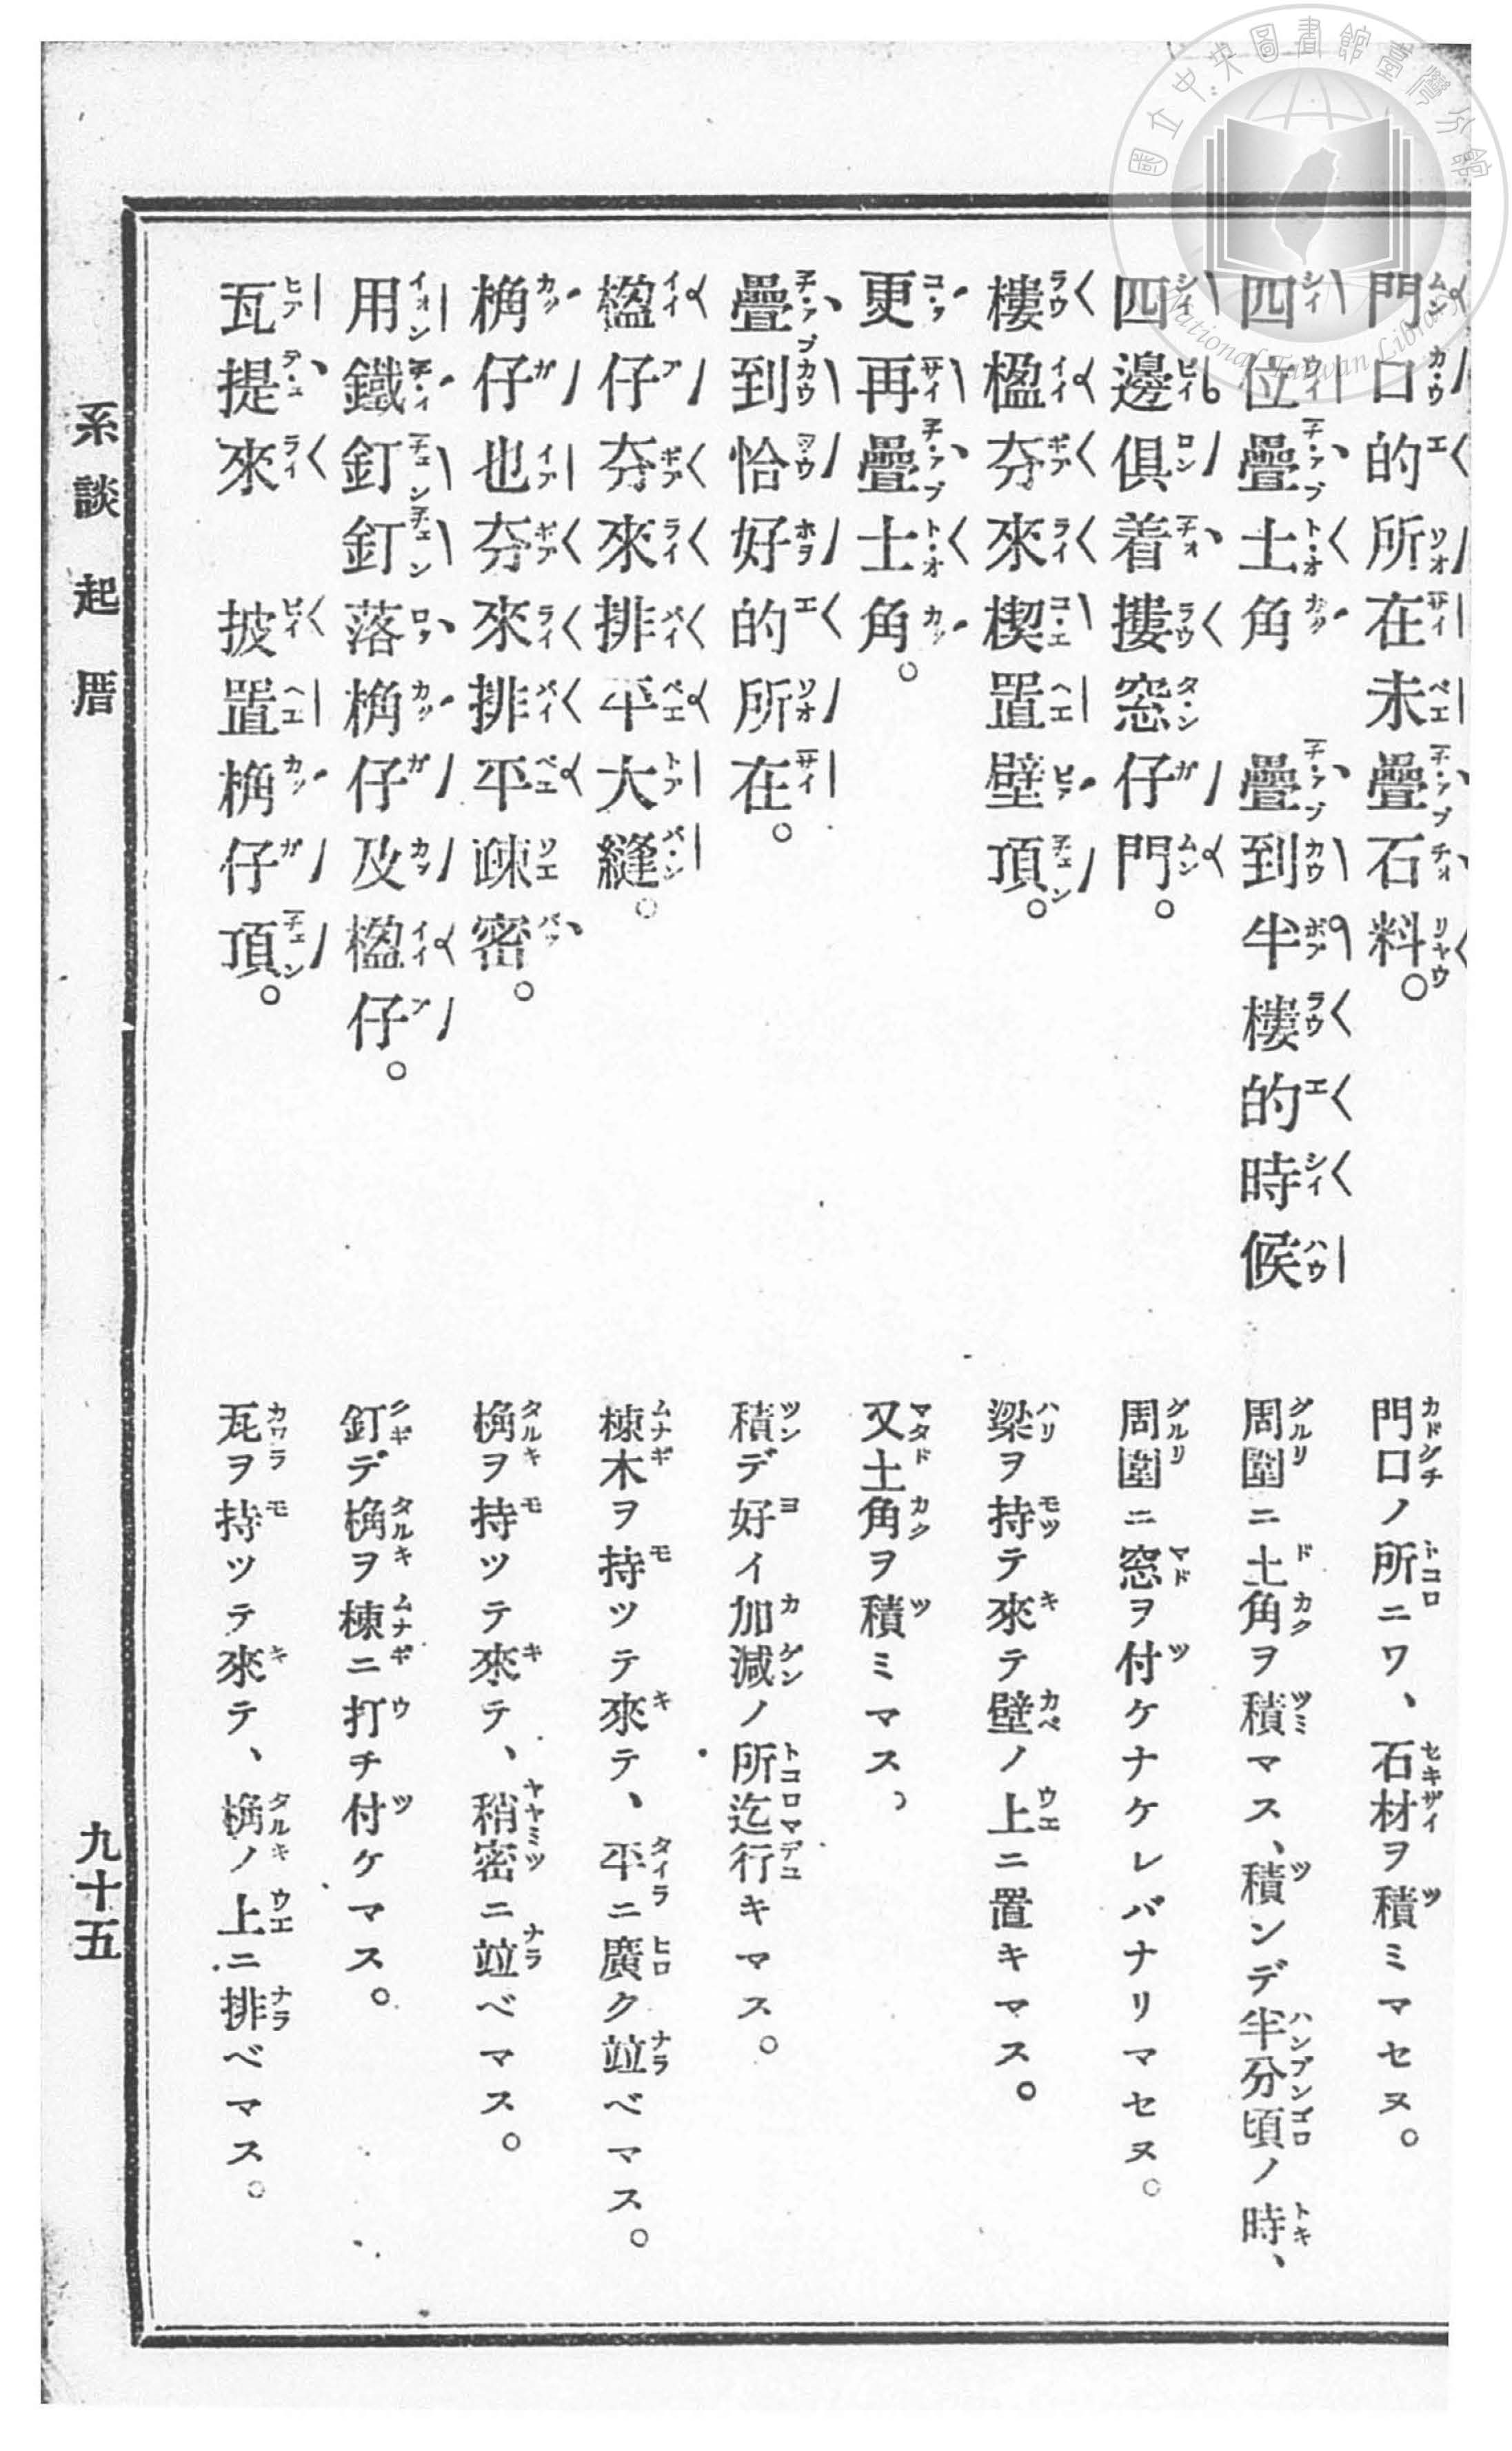 國立中央圖書館臺灣分館
National Taiwan Library
門口的所在未疊石料。
門口ノ所ニワ、石材ヲ積ミマセヌ。
四位疊土角 疊到半樓的時候
周圍ニ土角ヲ積マス、積ンデ半分頃ノ時、
四邊俱着摟窓仔門。
周圍ニ窓ヲ付ケナケレバナリマセヌ。
樓楹夯來楔置壁頂。
梁ヲ持テ來テ壁ノ上ニ置キマス。
更再疊土角。
又土角ヲ積ミマス。
疊到恰好的所在。
積デ好イ加減ノ所迄行キマス。
楹仔夯來排平大縫。
棟木ヲ持ツテ來テ、平ニ廣ク竝ベマス。
桷仔也夯來排平疎密。
桷ヲ持ツテ來テ、稍密ニ竝ベマス。
用鐵釘釘落桷仔及楹仔。
釘デ桷ヲ棟ニ打チ付ケマス。
瓦提來 披置桷仔頂。
瓦ヲ持ツテ來テ、桷ノ上ニ排ベマス。
系談起厝
九十五